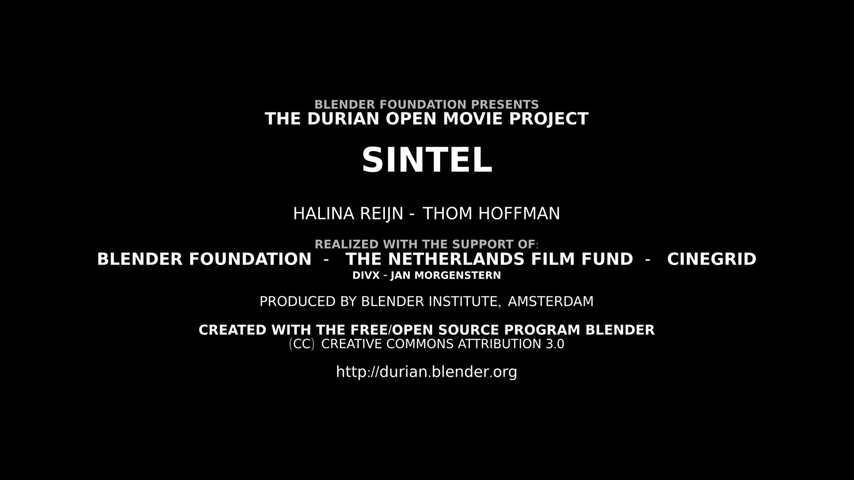 BLENDER FOUNDATION PRESENTS
THE DURIAN OPEN MOVIE PROJECT
SINTEL
HALINA REIJN - THOM HOFFMAN
REALIZED WITH THE SUPPORT OF:
BLENDER FOUNDATION - THE NETHERLANDS FILM FUND - CINEGRID
DIVX - JAN MORGENSTERN
PRODUCED BY BLENDER INSTITUTE, AMSTERDAM
CREATED WITH THE FREE/OPEN SOURCE PROGRAM BLENDER
(CC) CREATIVE COMMONS ATTRIBUTION 3.0
http://durian.blender.org